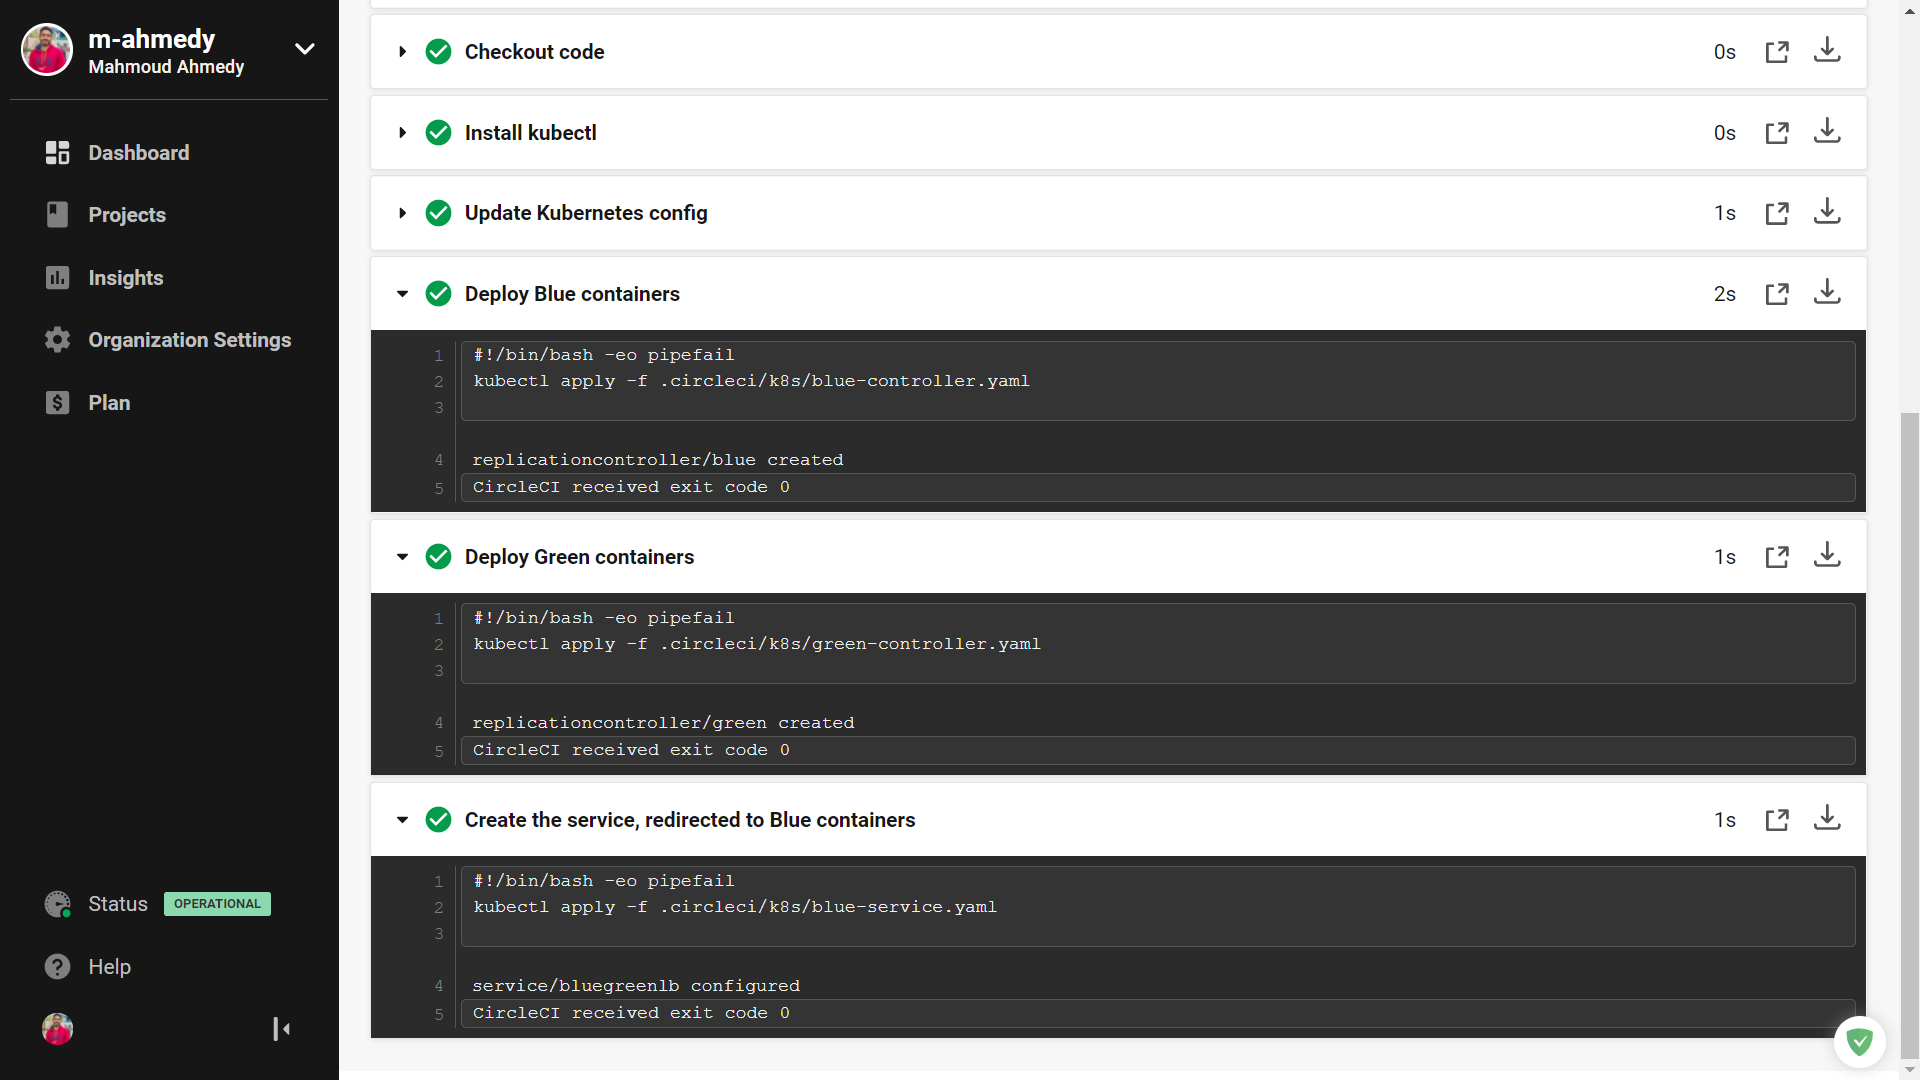 m-ahmedy
Mahmoud Ahmedy
Dashboard
Projects
Insights
Organization Settings
Plan
Status OPERATIONAL
Help
Checkout code 0s
Install kubectl 0s
Update Kubernetes config 1s
Deploy Blue containers 2s
1 #!/bin/bash -eo pipefail
2 kubectl apply -f .circleci/k8s/blue-controller.yaml
3
4 replicationcontroller/blue created
5 CircleCI received exit code 0
Deploy Green containers 1s
1 #!/bin/bash -eo pipefail
2 kubectl apply -f .circleci/k8s/green-controller.yaml
3
4 replicationcontroller/green created
5 CircleCI received exit code 0
Create the service, redirected to Blue containers 1s
1 #!/bin/bash -eo pipefail
2 kubectl apply -f .circleci/k8s/blue-service.yaml
3
4 service/bluegreenlb configured
5 CircleCI received exit code 0